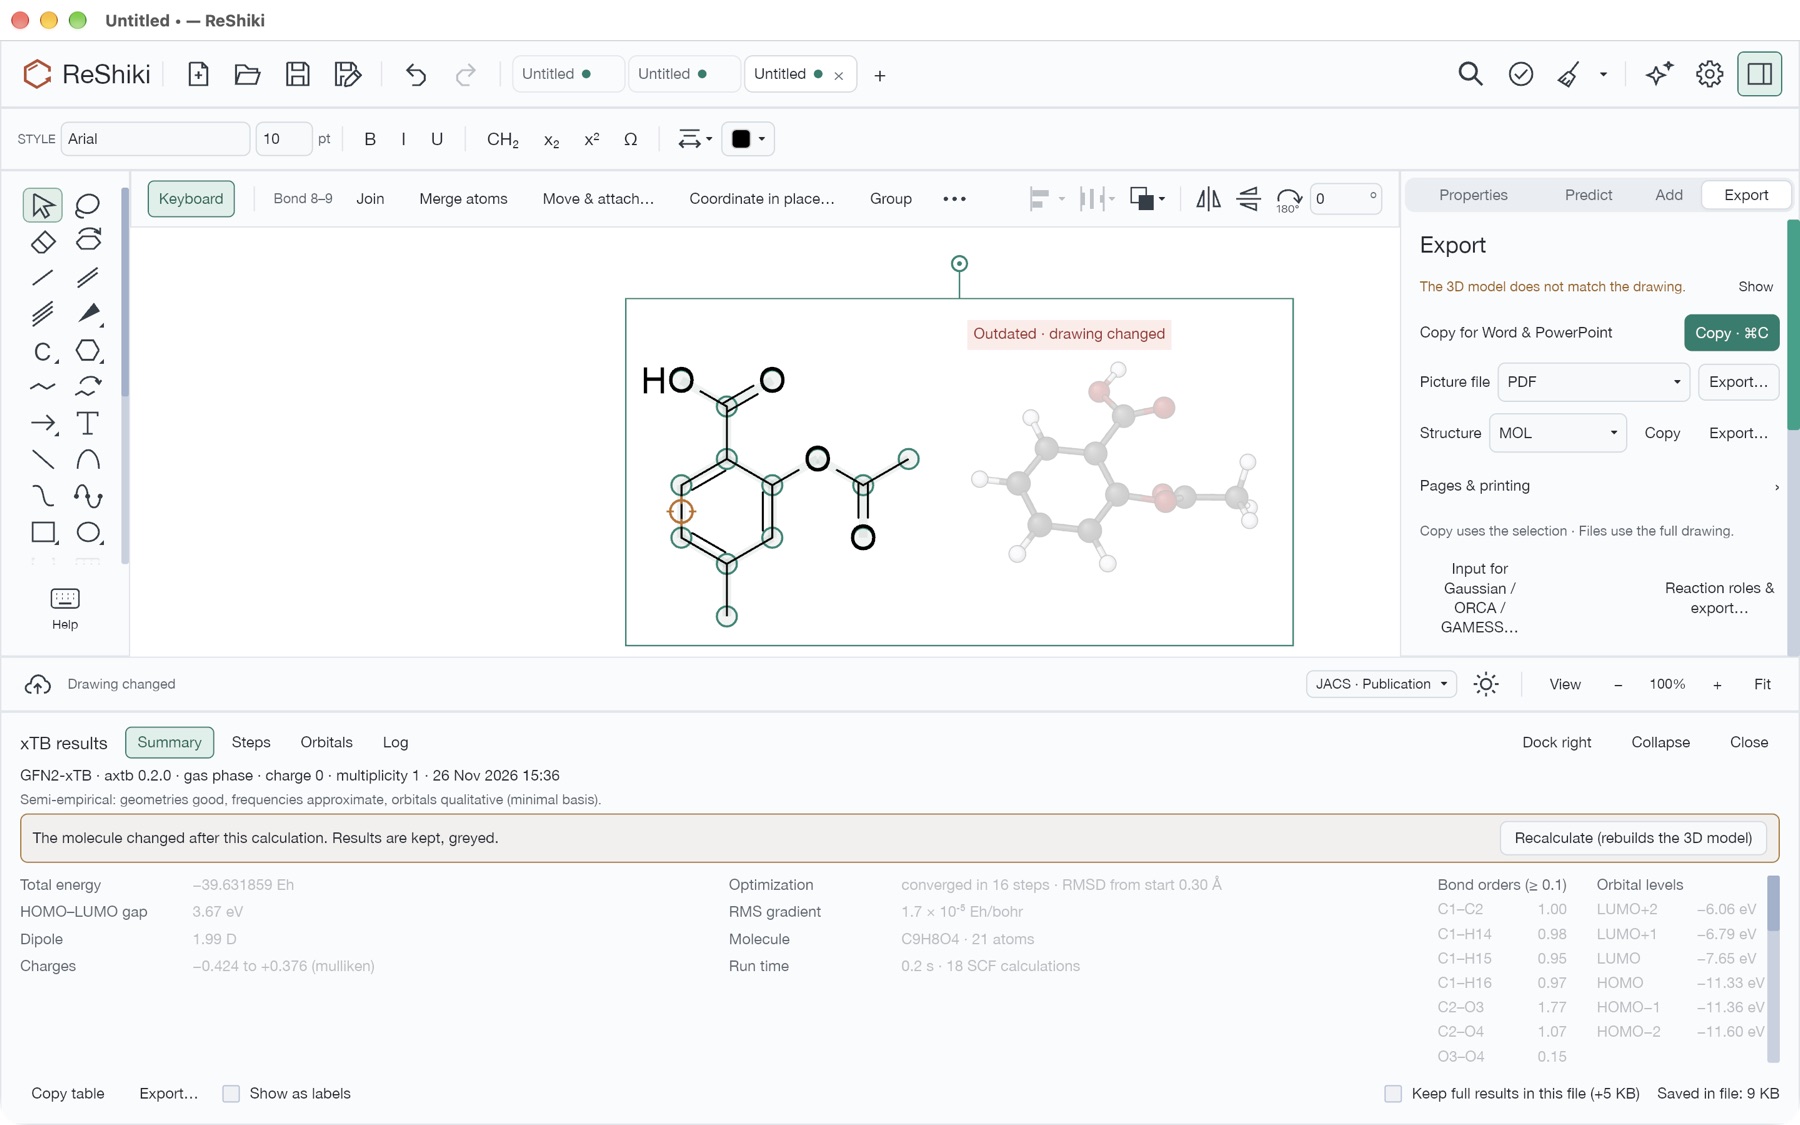 Untitled • — ReShiki
ReShiki
Untitled
Untitled
Untitled
STYLE Arial 10 pt B I U CH₂ x₂ x² Ω
Keyboard Bond 8–9 Join Merge atoms Move & attach… Coordinate in place… Group ••• 180° 0 °
Properties Predict Add Export
Export
The 3D model does not match the drawing. Show
Copy for Word & PowerPoint Copy · ⌘C
Picture file PDF Export…
Structure MOL Copy Export…
Pages & printing ›
Copy uses the selection · Files use the full drawing.
Input for
Gaussian /
ORCA /
GAMESS…
Reaction roles &
export…
C
T
Help
Outdated · drawing changed
HO O
O
O
Drawing changed
JACS · Publication View – 100% + Fit
xTB results Summary Steps Orbitals Log Dock right Collapse Close
GFN2-xTB · axtb 0.2.0 · gas phase · charge 0 · multiplicity 1 · 26 Nov 2026 15:36
Semi-empirical: geometries good, frequencies approximate, orbitals qualitative (minimal basis).
The molecule changed after this calculation. Results are kept, greyed. Recalculate (rebuilds the 3D model)
Total energy −39.631859 Eh
HOMO–LUMO gap 3.67 eV
Dipole 1.99 D
Charges −0.424 to +0.376 (mulliken)
Optimization converged in 16 steps · RMSD from start 0.30 Å
RMS gradient 1.7 × 10⁻⁵ Eh/bohr
Molecule C9H8O4 · 21 atoms
Run time 0.2 s · 18 SCF calculations
Bond orders (≥ 0.1)
C1–C2 1.00
C1–H14 0.98
C1–H15 0.95
C1–H16 0.97
C2–O3 1.77
C2–O4 1.07
O3–O4 0.15
Orbital levels
LUMO+2 −6.06 eV
LUMO+1 −6.79 eV
LUMO −7.65 eV
HOMO −11.33 eV
HOMO−1 −11.36 eV
HOMO−2 −11.60 eV
Copy table Export… Show as labels
Keep full results in this file (+5 KB) Saved in file: 9 KB